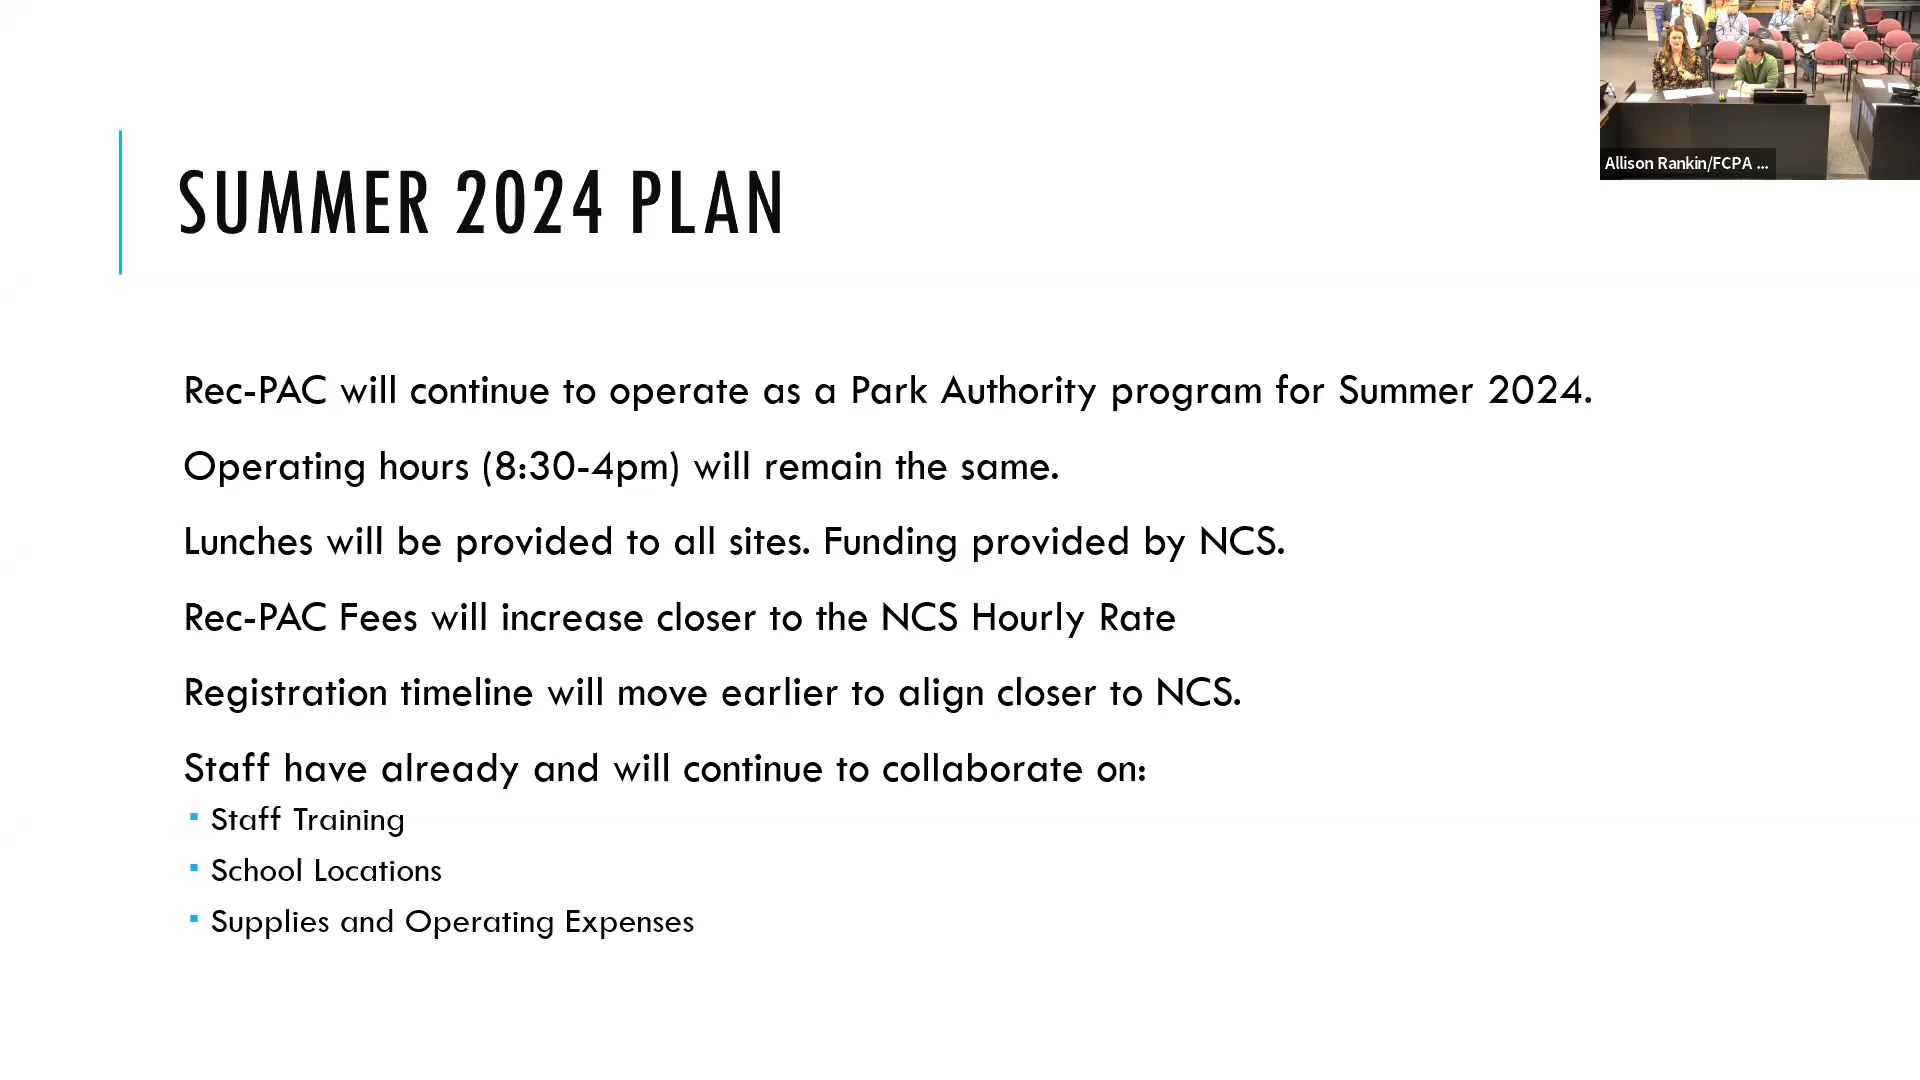 Allison Rankin/FCPA ...
SUMMER 2024 PLAN
Rec-PAC will continue to operate as a Park Authority program for Summer 2024.
Operating hours (8:30-4pm) will remain the same.
Lunches will be provided to all sites. Funding provided by NCS.
Rec-PAC Fees will increase closer to the NCS Hourly Rate
Registration timeline will move earlier to align closer to NCS.
Staff have already and will continue to collaborate on:
▪ Staff Training
▪ School Locations
▪ Supplies and Operating Expenses